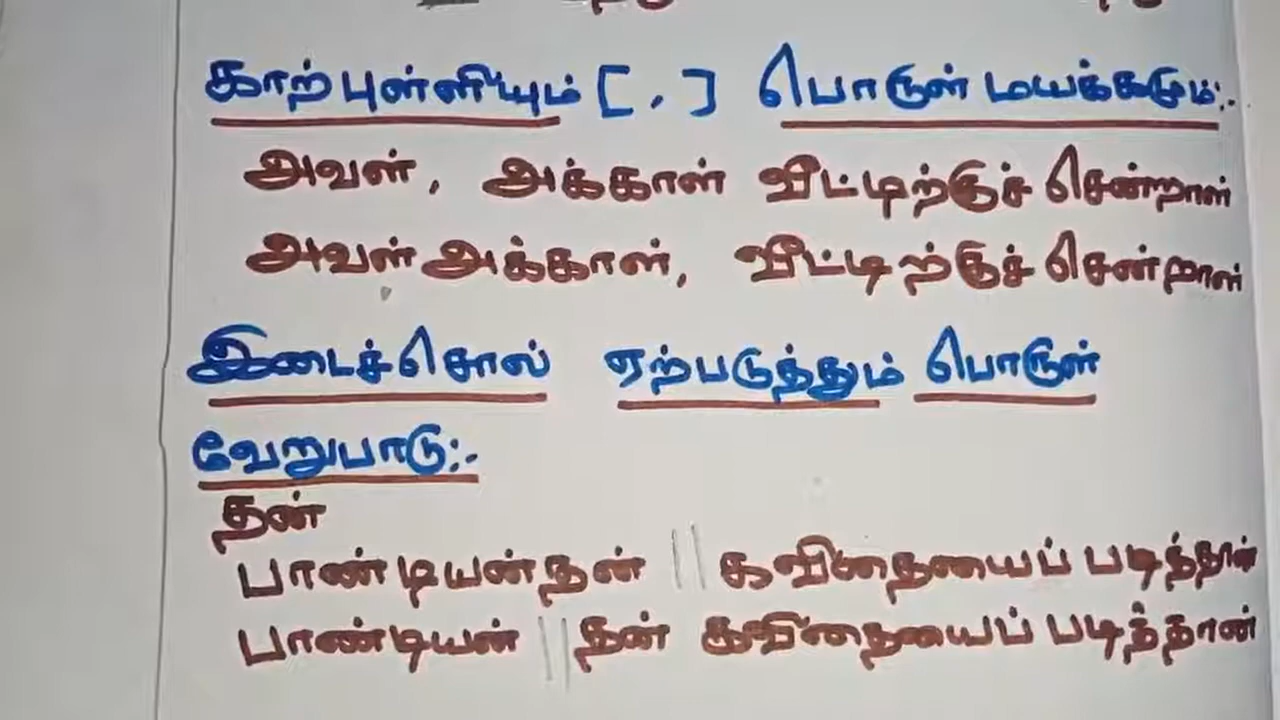 காற்புள்ளியும் [ , ] பொருள் மயக்கமும்:-
அவள், அக்காள் வீட்டிற்குச் சென்றாள்
அவள் அக்காள், வீட்டிற்குச் சென்றாள்
இடைச்சொல் ஏற்படுத்தும் பொருள்
வேறுபாடு:-
தன்
பாண்டியன்தன் || கவிதையைப் படித்தான்
பாண்டியன் || தன் கவிதையைப் படித்தான்